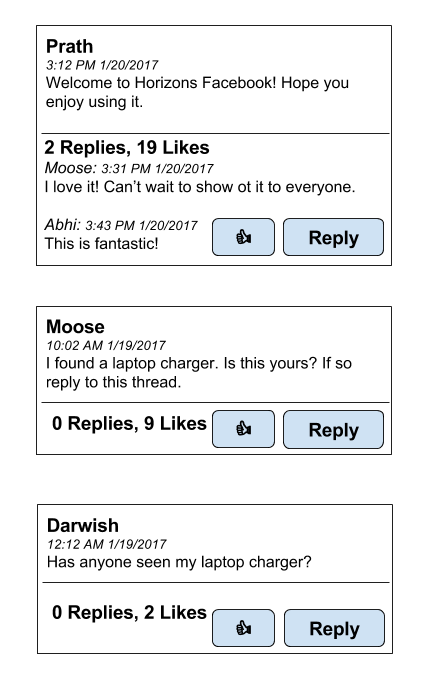 Prath
3:12 PM 1/20/2017
Welcome to Horizons Facebook! Hope you
enjoy using it.
2 Replies, 19 Likes
Moose: 3:31 PM 1/20/2017
I love it! Can't wait to show ot it to everyone.
Abhi: 3:43 PM 1/20/2017
This is fantastic!
Reply
Moose
10:02 AM 1/19/2017
I found a laptop charger. Is this yours? If so
reply to this thread.
0 Replies, 9 Likes
Reply
Darwish
12:12 AM 1/19/2017
Has anyone seen my laptop charger?
0 Replies, 2 Likes
Reply